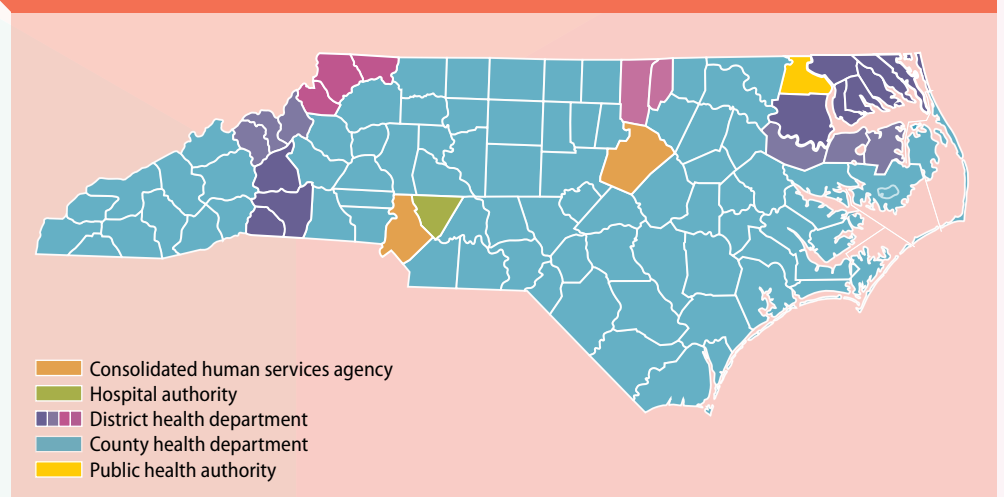 Consolidated human services agency
Hospital authority
District health department
County health department
Public health authority